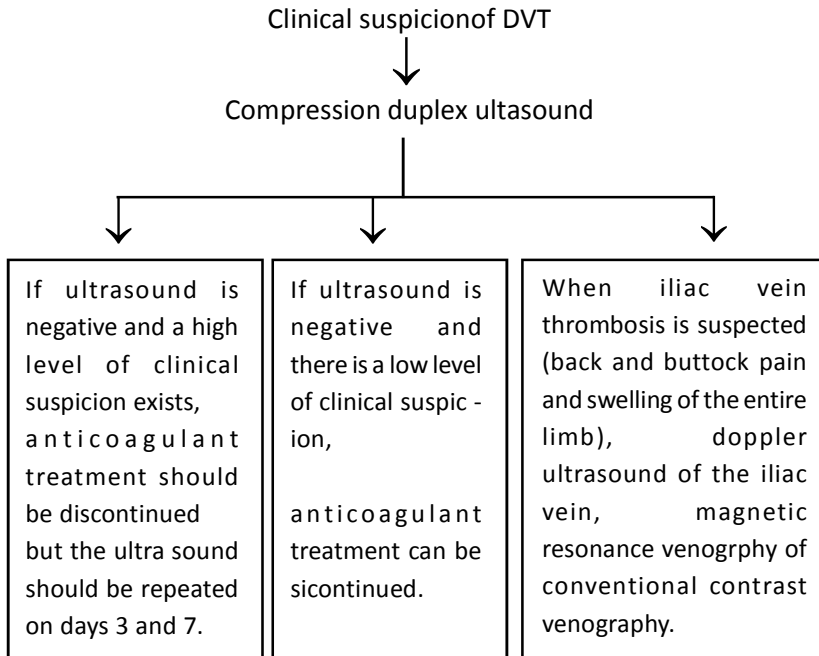 Clinical suspicionof DVT
Compression duplex ultasound
If ultrasound is
negative and a high
level of clinical
suspicion exists,
anticoagulant
treatment should
be discontinued
but the ultra sound
should be repeated
on days 3 and 7.
If ultrasound is
negative and
there is a low level
of clinical suspic -
ion,
anticoagulant
treatment can be
sicontinued.
When iliac vein
thrombosis is suspected
(back and buttock pain
and swelling of the entire
limb), doppler
ultrasound of the iliac
vein, magnetic
resonance venogrphy of
conventional contrast
venography.